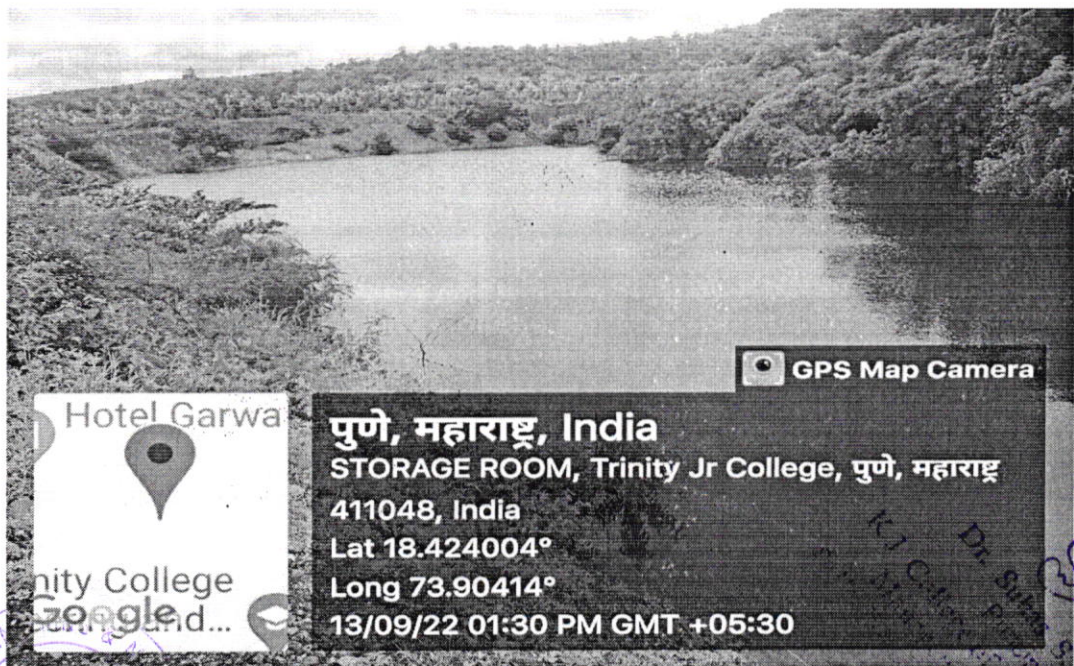 GPS Map Camera
Hotel Garwa
nity College
Google
पुणे, महाराष्ट्र, India
STORAGE ROOM, Trinity Jr College, पुणे, महाराष्ट्र
411048, India
Lat 18.424004°
Long 73.90414°
13/09/22 01:30 PM GMT +05:30
Dr.
K J